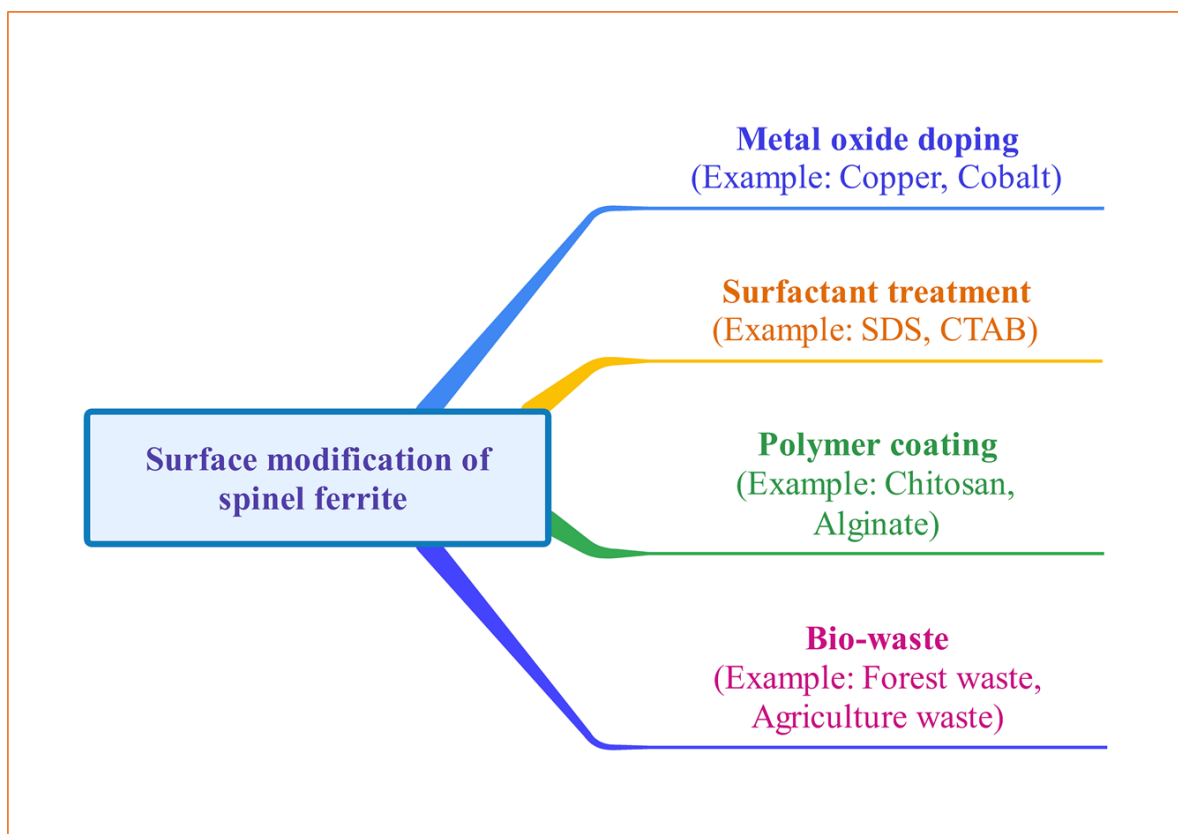 Metal oxide doping
(Example: Copper, Cobalt)
Surfactant treatment
(Example: SDS, CTAB)
Surface modification of
spinel ferrite
Polymer coating
(Example: Chitosan,
Alginate)
Bio-waste
(Example: Forest waste,
Agriculture waste)